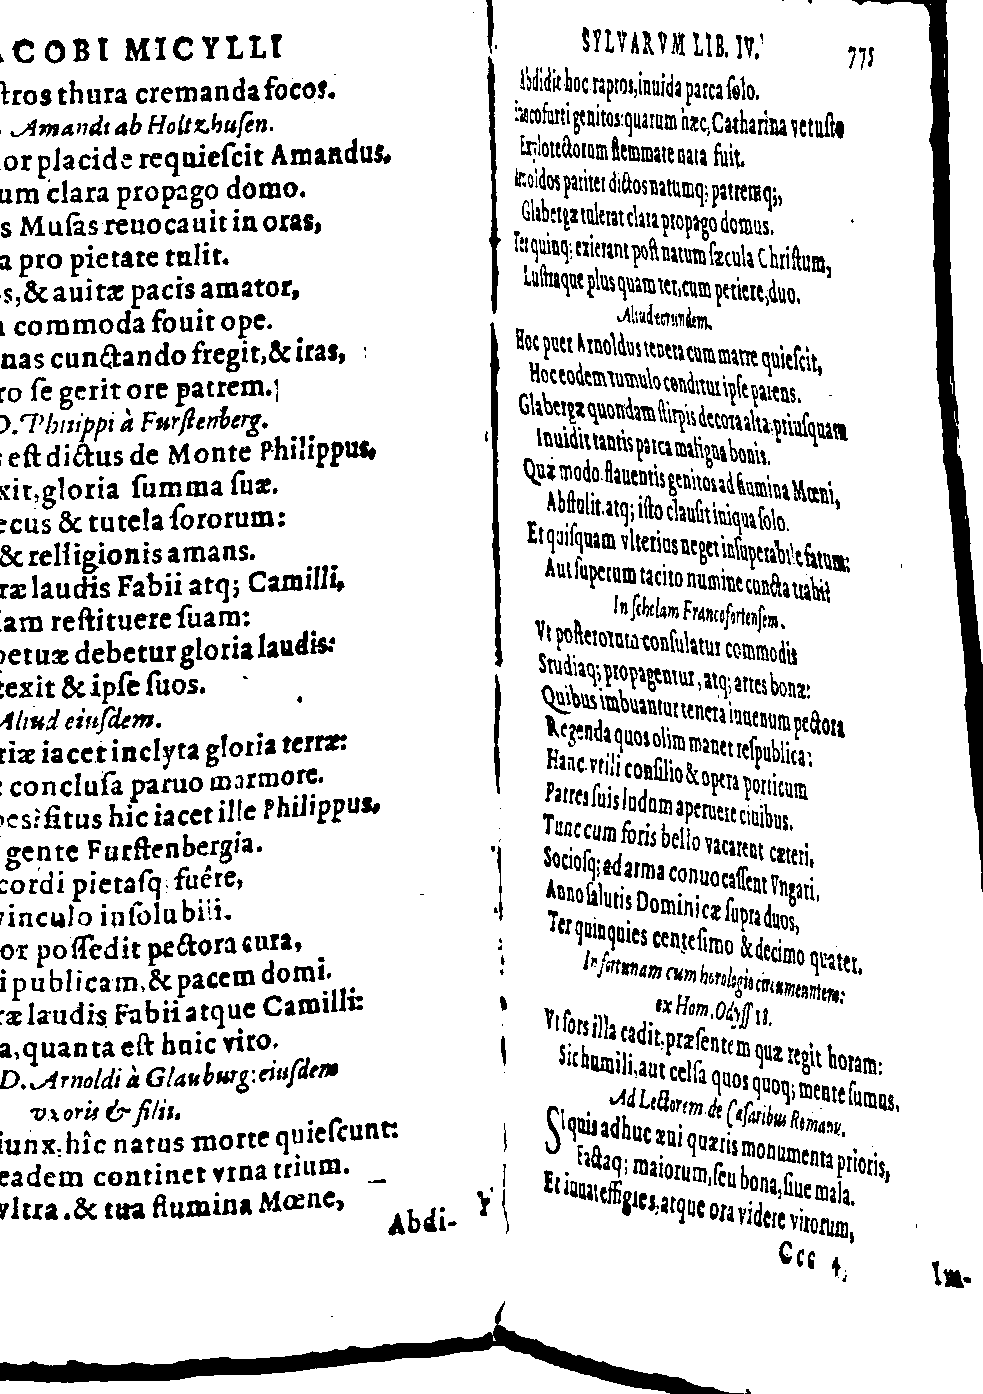 ACOBI MICYLLI
ſtros thura cremanda focos.
Amandi ab Holtzhuſen.
ior placide requieſcit Amandus,
um clara propago domo.
s Muſas reuocauit in oras,
a pro pietate tulit.
s, & auitæ pacis amator,
commoda fouit ope.
nas cunctando fregit, & iras,
ro ſe gerit ore patrem.
D. Philippi à Furſtenberg.
eſt dictus de Monte Philippus,
xit, gloria ſumma ſuæ.
ecus & tutela ſororum:
& relligionis amans.
ræ laudis Fabii atq; Camilli,
iam reſtituere ſuam:
petuæ debetur gloria laudis:
texit & ipſe ſuos.
Aliud eiuſdem.
riæ iacet inclyta gloria terræ:
concluſa paruo marmore.
ſitus hic iacet ille Philippus,
gente Furſtenbergia.
cordi pietaſq; fuêre,
vinculo inſolubili.
or poſſedit pectora cura,
publicam, & pacem domi.
ræ laudis Fabii atque Camilli:
a, quanta eſt huic viro.
D. Arnoldi à Glauburg: eiuſdem
vxoris & filii.
iunx, hîc natus morte quieſcunt:
eadem continet vrna trium.
vltra, & tua flumina Mœne,
Abdi-
SYLVARVM LIB. IV. 775
Abdidit hoc raptos, inuida parca ſolo.
genitos: quarum hæc, Catharina vetuſto
ſtemmate nata fuit.
Arnoldos pariter dictos natumq; patremq;,
Glabergæ tulerat clara propago domus.
Ter quinq; exierant poſt natum ſæcula Chriſtum,
Luſtraque plus quam ter, cum periere, duo.
Aliud eorundem.
Hoc puer Arnoldus tenera cum matre quieſcit,
Hoc eodem tumulo conditur ipſe parens.
Glabergæ quondam ſtirpis decora alta: priuſquam
Inuidit tantis parca maligna bonis.
Quæ modo flauentis genitos ad flumina Mœni,
Abſtulit, atq; iſto clauſit iniqua ſolo.
Et quiſquam vlterius neget inſuperabile fatum:
Aut ſuperum tacito numine cuncta trahi?
In ſcholam Francofortenſem.
Vt poſterorum conſulatur commodis
Studiaq; propagentur, atq; artes bonæ:
Quibus imbuantur tenera iuuenum pectora
Regenda quos olim manet reſpublica:
Hanc vtili conſilio & opera porticum
Patres ſuis ludum aperuere ciuibus.
Tunc cum foris bello vacarent cæteri,
Socioſq; ad arma conuocaſſent Vngari,
Anno ſalutis Dominicæ ſupra duos,
Ter quinquies centeſimo & decimo quater.
In fortunam cum horologio circumeuntem:
ex Hom. Odyſſ 18.
Vt ſors illa cadit, præſentem quæ regit horam:
Sic humili, aut celſa quos quoq; mente ſumus.
Ad Lectorem de Cæſaribus Romanu.
SI quis adhuc æui quæris monumenta prioris,
Factaq; maiorum, ſeu bona, ſiue mala.
Et iuuat effigies, atque ora videre virorum,
Ccc 4
Im-